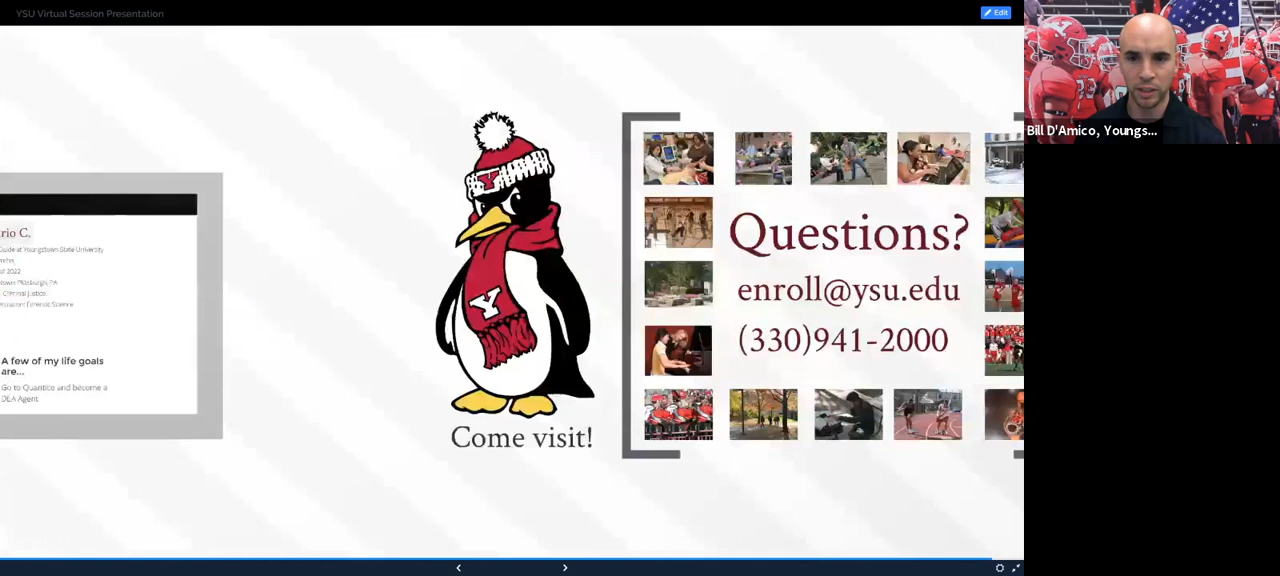 YSU Virtual Session Presentation
Edit
Bill D'Amico, Youngs...
rio C.
Guide at Youngstown State University
2022
Pittsburgh, PA
Criminal Justice,
Forensic Science
A few of my life goals
are...
Go to Quantico and become a
DEA Agent
Y
Y
Come visit!
Questions?
enroll@ysu.edu
(330)941-2000